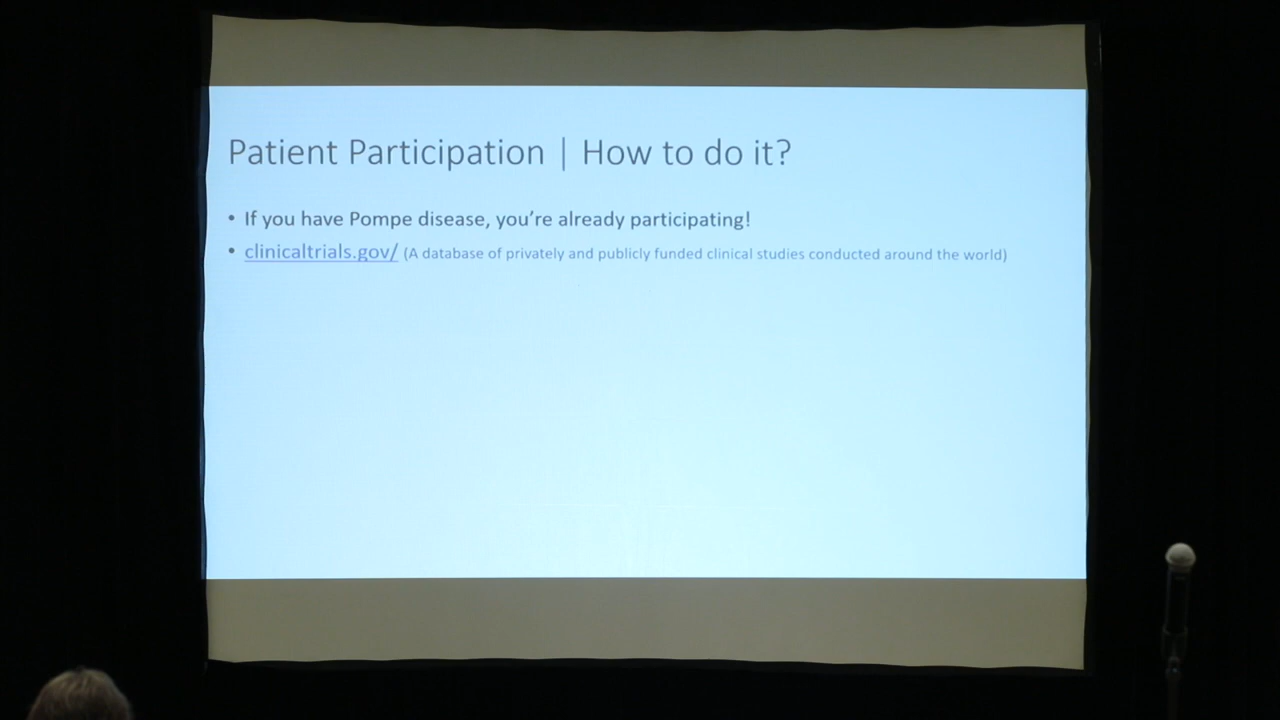 Patient Participation | How to do it?
• If you have Pompe disease, you’re already participating!
• clinicaltrials.gov/ (A database of privately and publicly funded clinical studies conducted around the world)